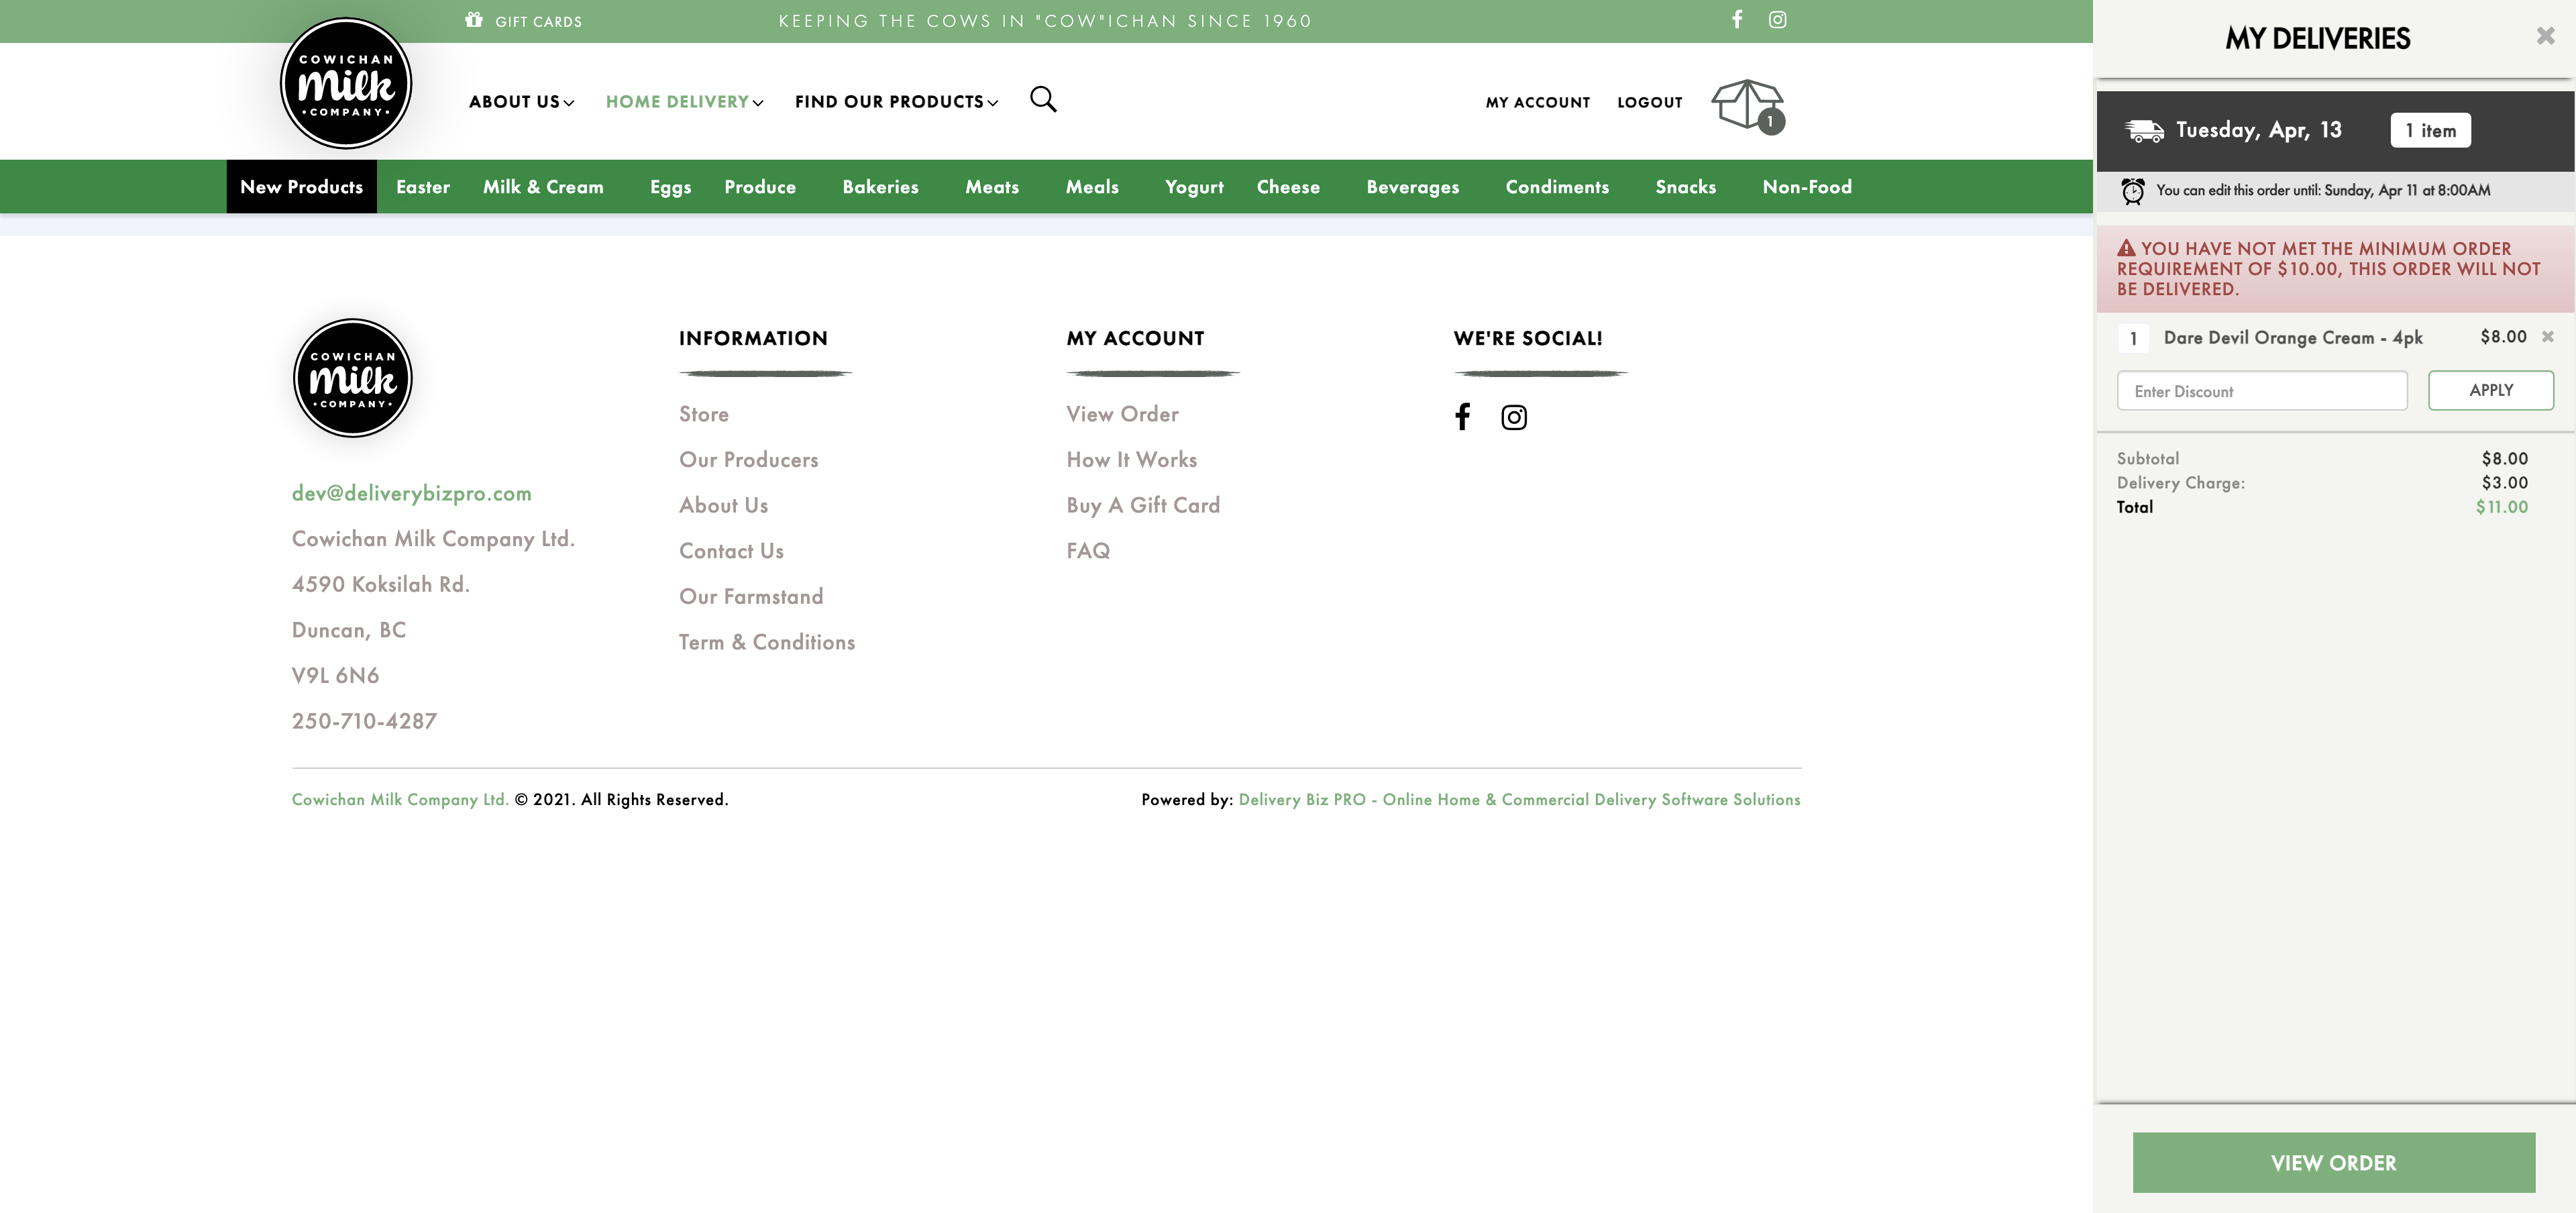 GIFT CARDS
KEEPING THE COWS IN "COW"ICHAN SINCE 1960
COWICHAN
milk
COMPANY
ABOUT US
HOME DELIVERY
FIND OUR PRODUCTS
MY ACCOUNT
LOGOUT
1
New Products
Easter
Milk & Cream
Eggs
Produce
Bakeries
Meats
Meals
Yogurt
Cheese
Beverages
Condiments
Snacks
Non-Food
COWICHAN
milk
COMPANY
dev@deliverybizpro.com
Cowichan Milk Company Ltd.
4590 Koksilah Rd.
Duncan, BC
V9L 6N6
250-710-4287
INFORMATION
Store
Our Producers
About Us
Contact Us
Our Farmstand
Term & Conditions
MY ACCOUNT
View Order
How It Works
Buy A Gift Card
FAQ
WE'RE SOCIAL!
Cowichan Milk Company Ltd. © 2021. All Rights Reserved.
Powered by: Delivery Biz PRO - Online Home & Commercial Delivery Software Solutions
MY DELIVERIES
Tuesday, Apr, 13
1 item
You can edit this order until: Sunday, Apr 11 at 8:00AM
YOU HAVE NOT MET THE MINIMUM ORDER
REQUIREMENT OF $10.00, THIS ORDER WILL NOT
BE DELIVERED.
1 Dare Devil Orange Cream - 4pk $8.00
Enter Discount
APPLY
Subtotal $8.00
Delivery Charge: $3.00
Total $11.00
VIEW ORDER